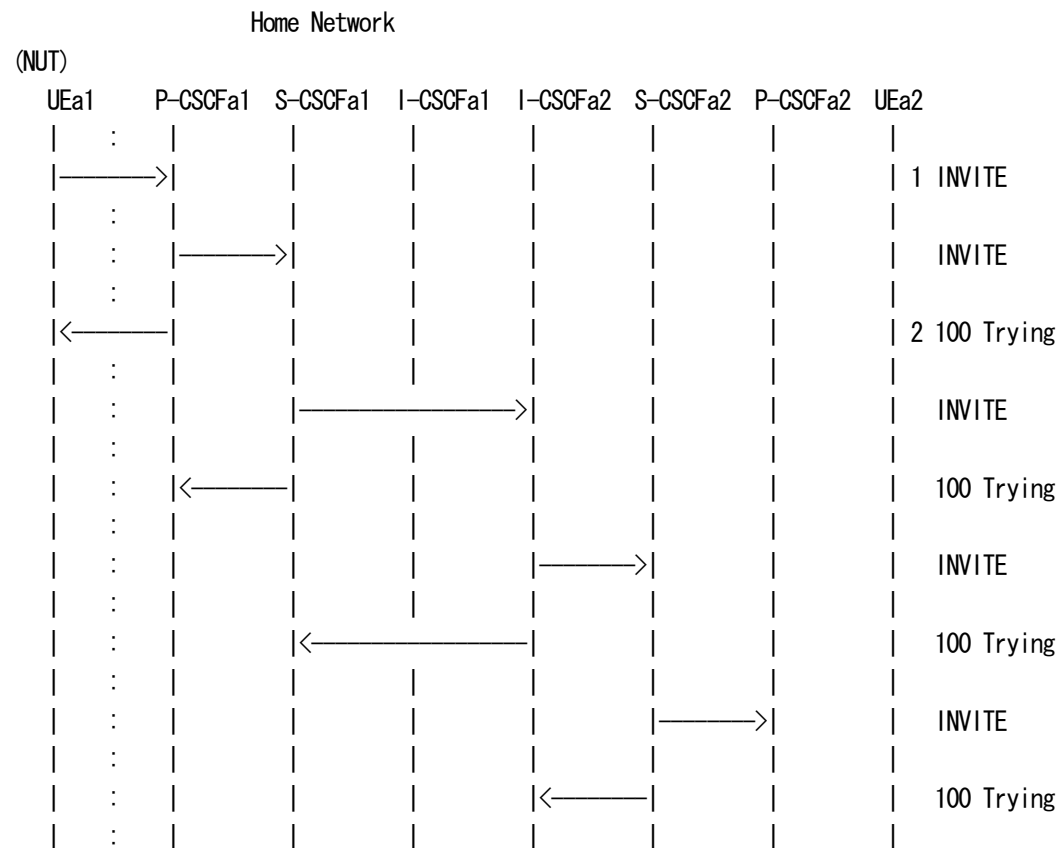 Home Network
(NUT)
UEa1 P-CSCFa1 S-CSCFa1 I-CSCFa1 I-CSCFa2 S-CSCFa2 P-CSCFa2 UEa2
1 INVITE
INVITE
2 100 Trying
INVITE
100 Trying
INVITE
100 Trying
INVITE
100 Trying